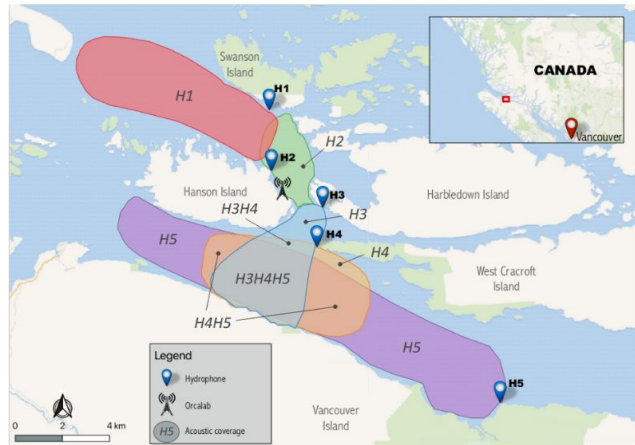 Swanson
Island
H1
H1
H2
H2
Hanson Island
H3
Harbledown Island
H3H4
H3
H4
H5
H4
H3H4H5
West Cracroft
Island
H4H5
H5
H5
Vancouver
Island
CANADA
Vancouver
Legend
Hydrophone
Orcalab
H5
Acoustic coverage
0
2
4 km